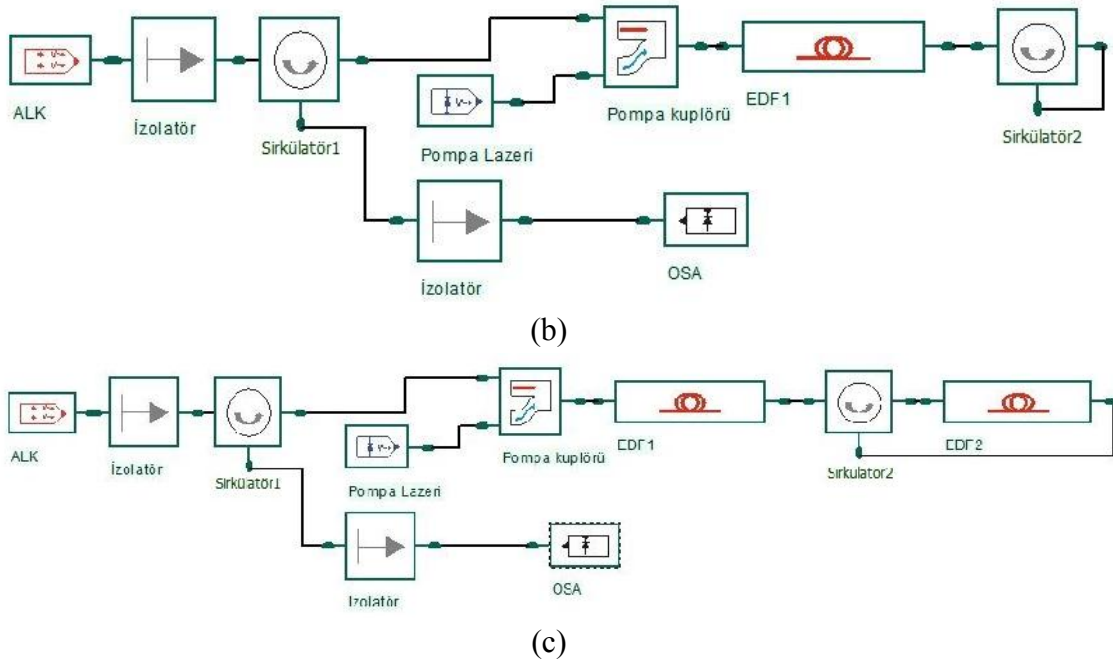 ALK
İzolatör
Sirkülatör1
Pompa Lazeri
Pompa kuplörü
EDF1
Sirkülatör2
İzolatör
OSA
(b)
ALK
İzolatör
Sirkülatör1
Pompa Lazeri
Pompa kuplörü
EDF1
Sirkülatör2
EDF2
İzolatör
OSA
(c)